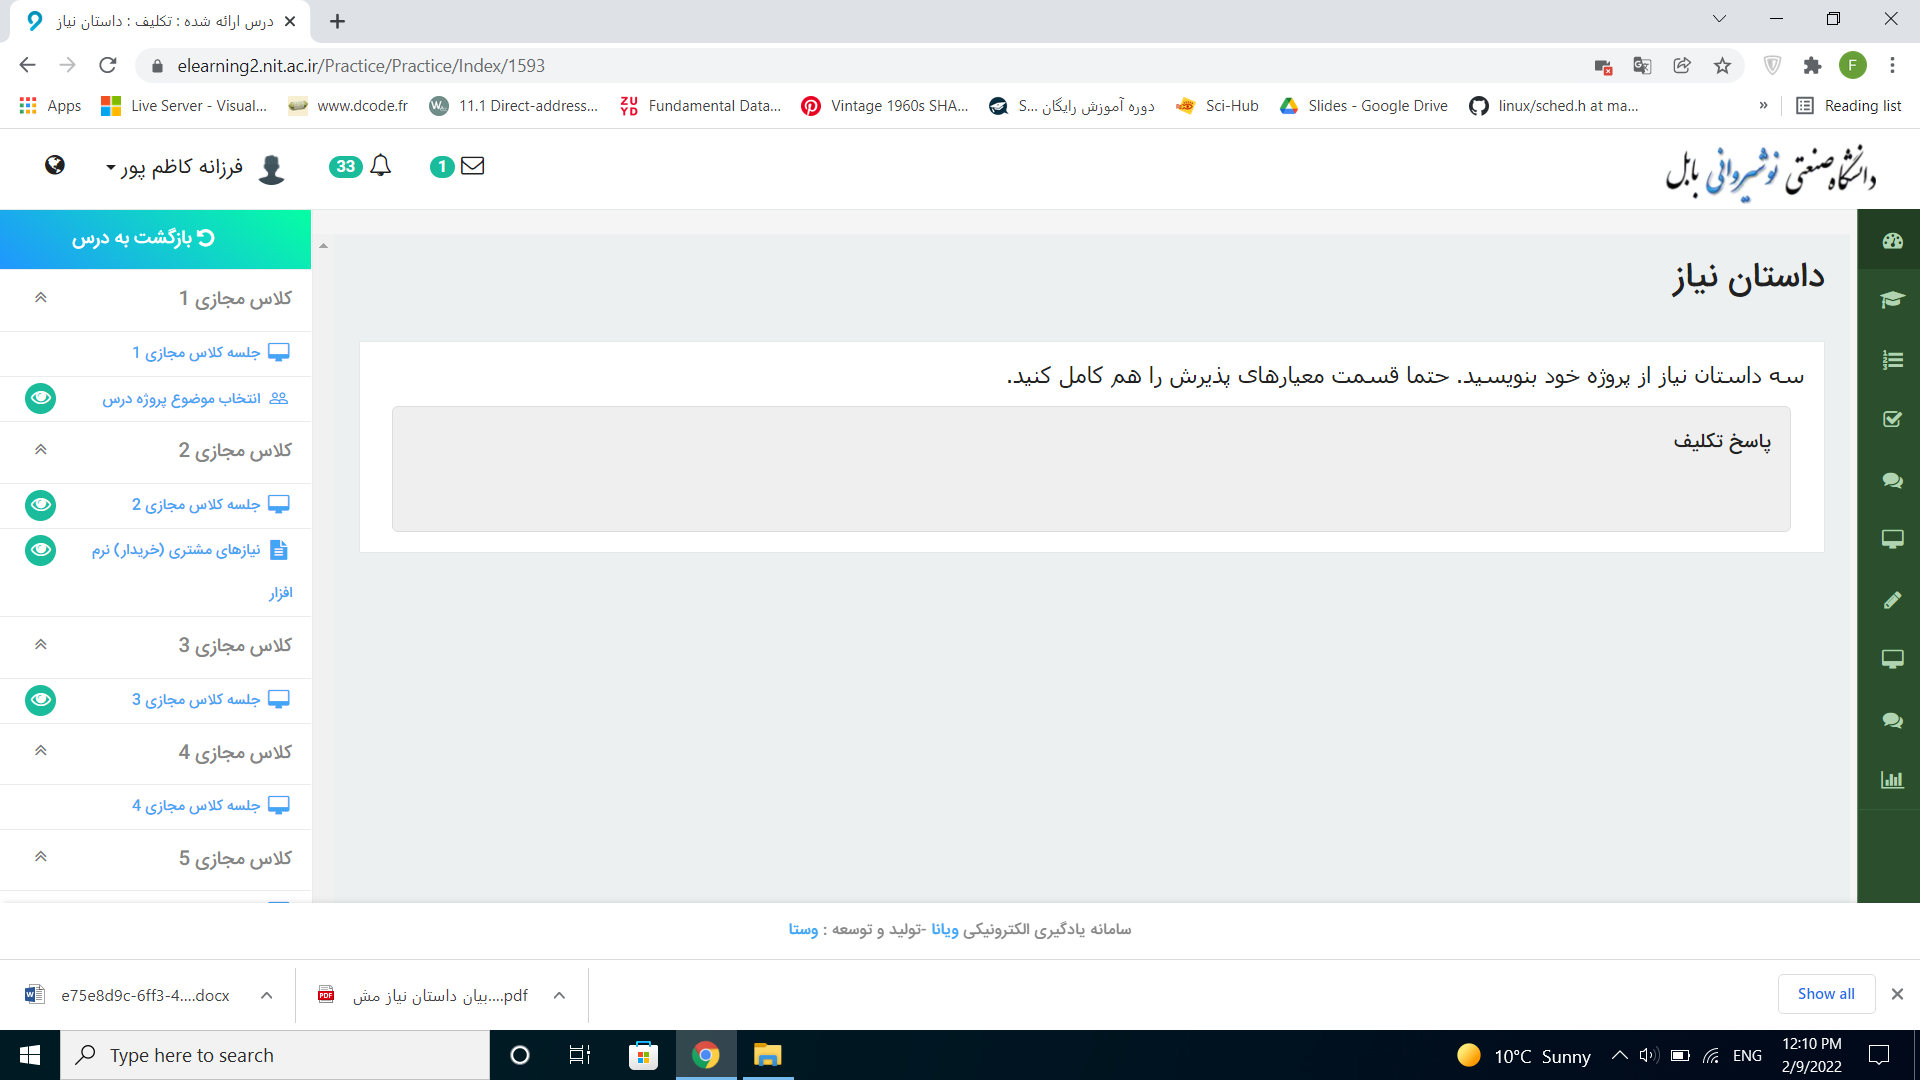 درس ارائه شده : تکلیف : داستان نیاز
elearning2.nit.ac.ir/Practice/Practice/Index/1593
F
Apps
Live Server - Visual...
www.dcode.fr
11.1 Direct-address...
ZU YD
Fundamental Data...
Vintage 1960s SHA...
دوره آموزش رایگان S...
Sci-Hub
Slides - Google Drive
linux/sched.h at ma...
»
Reading list
فرزانه کاظم پور
33
1
دانشگاه صنعتی نوشیروانی بابل
بازگشت به درس
کلاس مجازی 1
جلسه کلاس مجازی 1
انتخاب موضوع پروژه درس
کلاس مجازی 2
جلسه کلاس مجازی 2
نیازهای مشتری (خریدار) نرم
افزار
کلاس مجازی 3
جلسه کلاس مجازی 3
کلاس مجازی 4
جلسه کلاس مجازی 4
کلاس مجازی 5
داستان نیاز
سه داستان نیاز از پروژه خود بنویسید. حتما قسمت معیارهای پذیرش را هم کامل کنید.
پاسخ تکلیف
سامانه یادگیری الکترونیکی ویانا -تولید و توسعه : وستا
e75e8d9c-6ff3-4....docx
PDF
بیان داستان نیاز مش....pdf
Show all
Type here to search
10°C Sunny
ENG
12:10 PM
2/9/2022